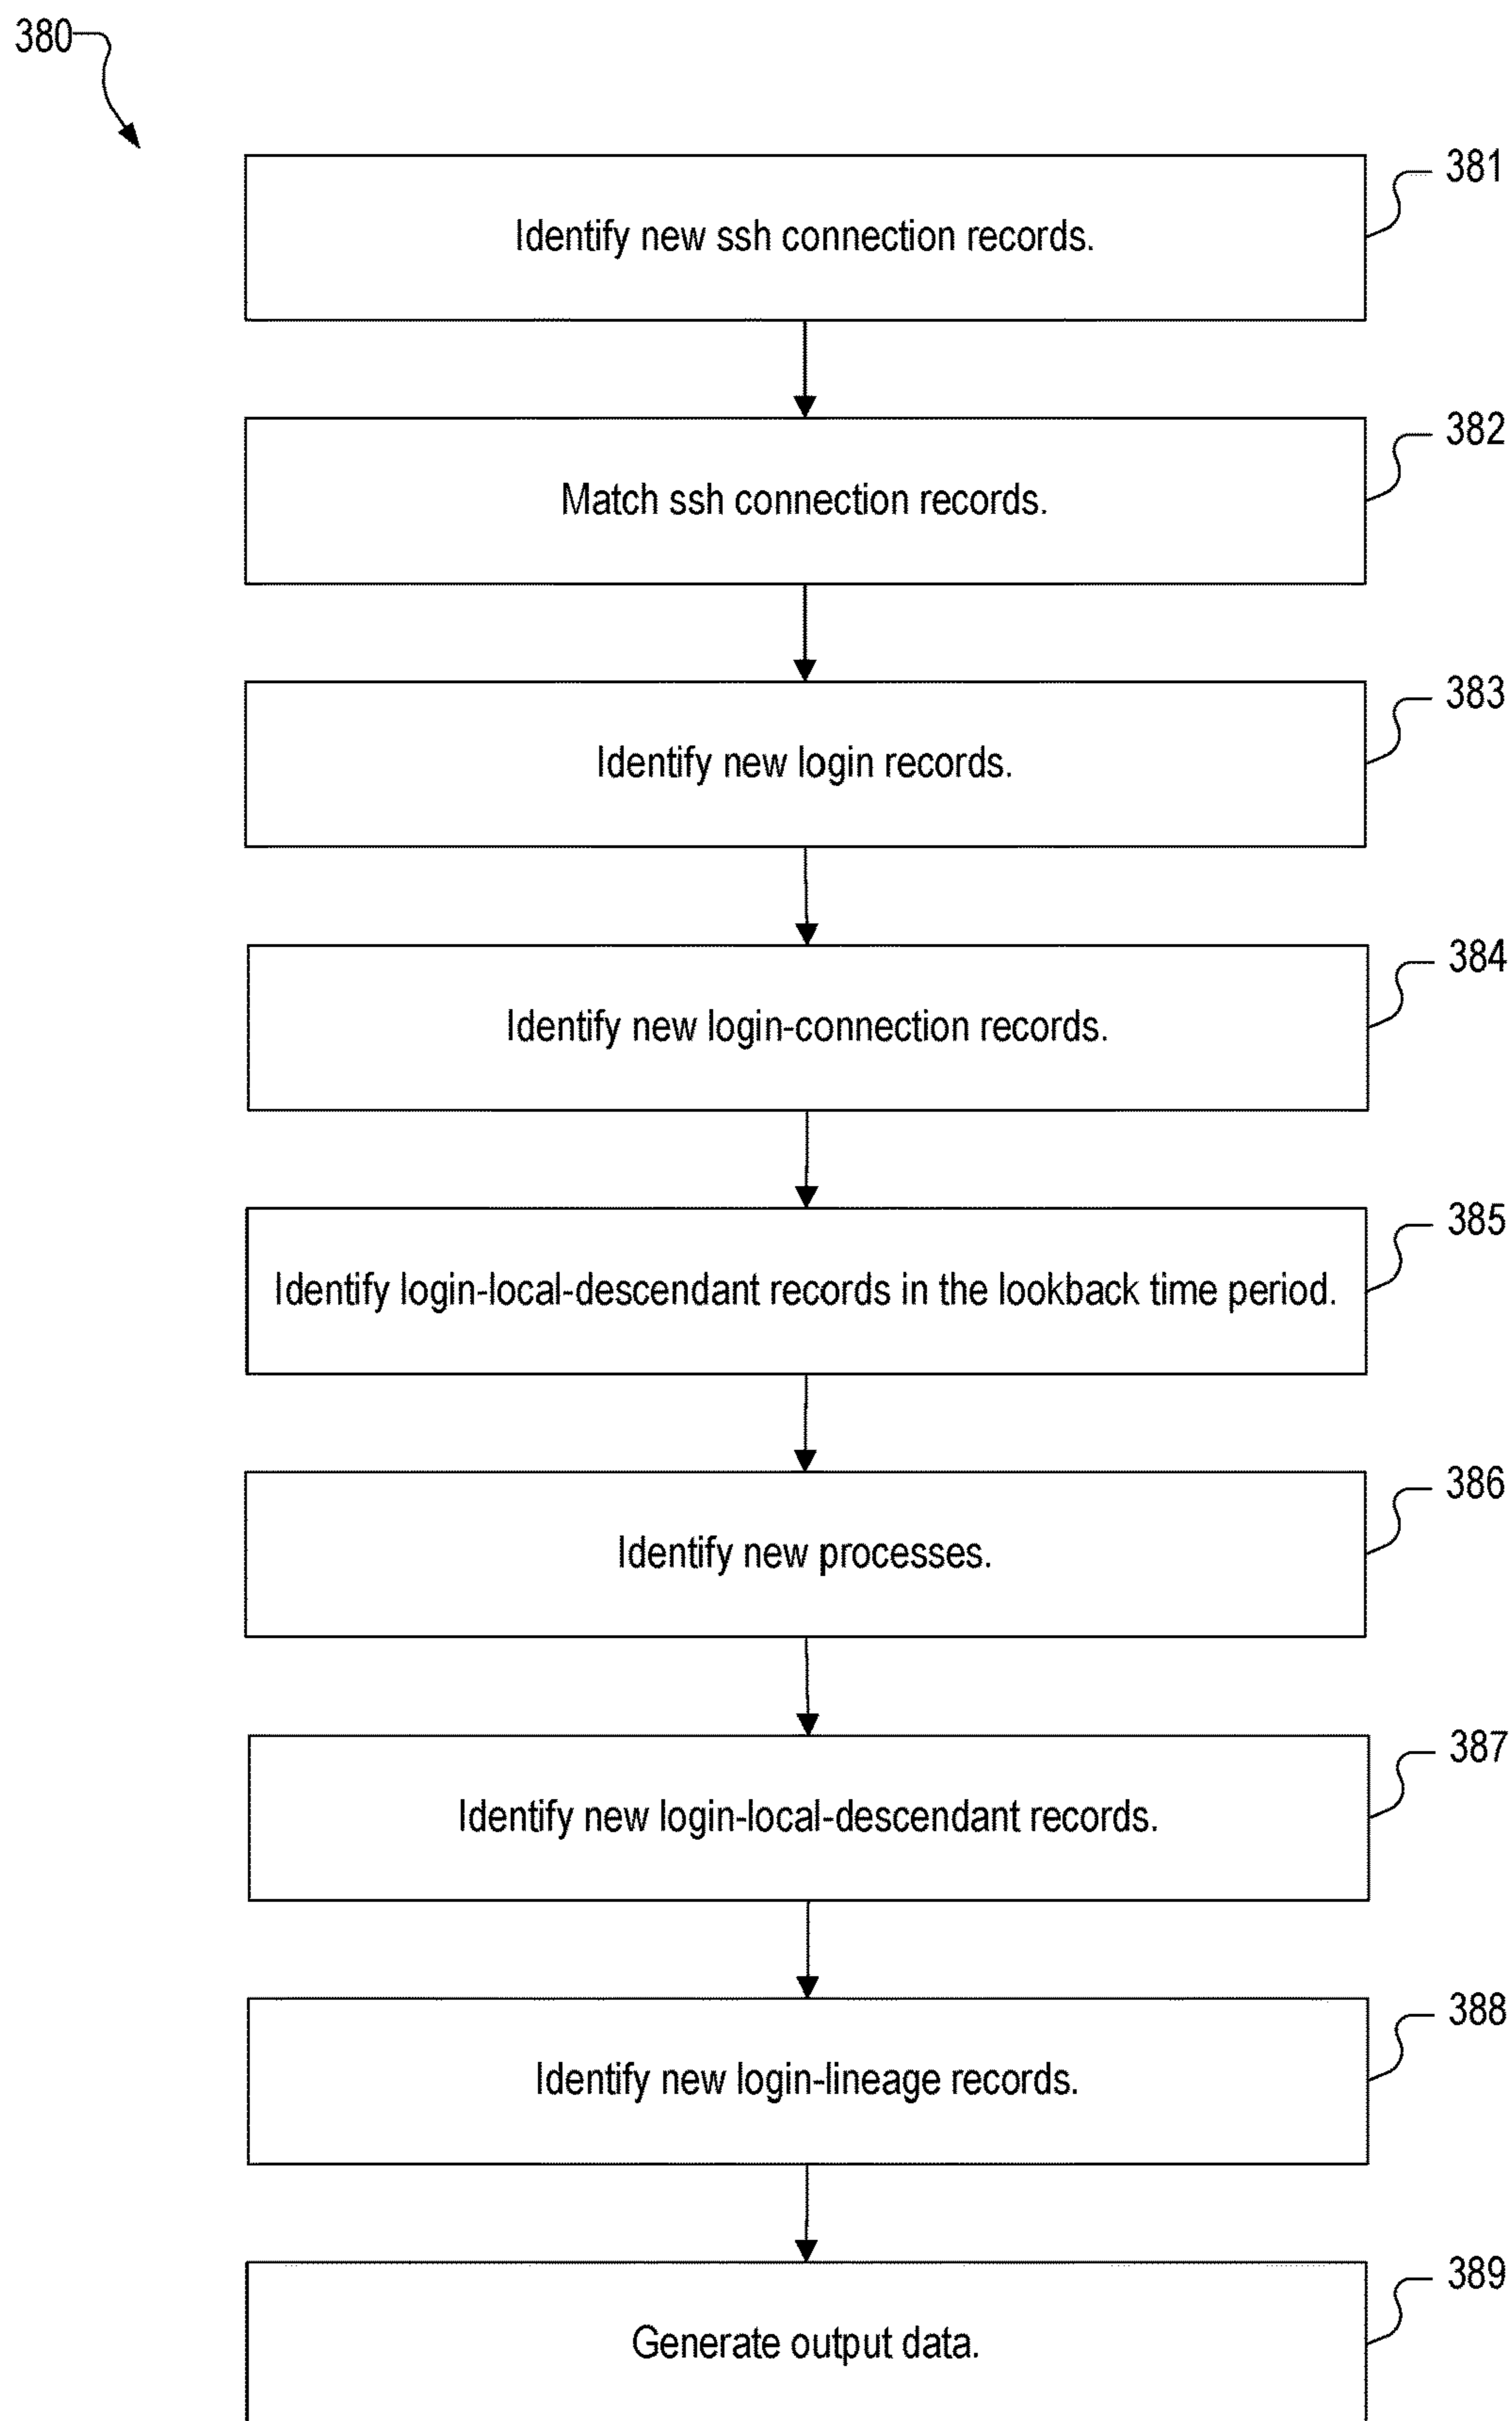 380
381
Identify new ssh connection records.
382
Match ssh connection records.
383
Identify new login records.
384
Identify new login-connection records.
385
Identify login-local-descendant records in the lookback time period.
386
Identify new processes.
387
Identify new login-local-descendant records.
388
Identify new login-lineage records.
389
Generate output data.